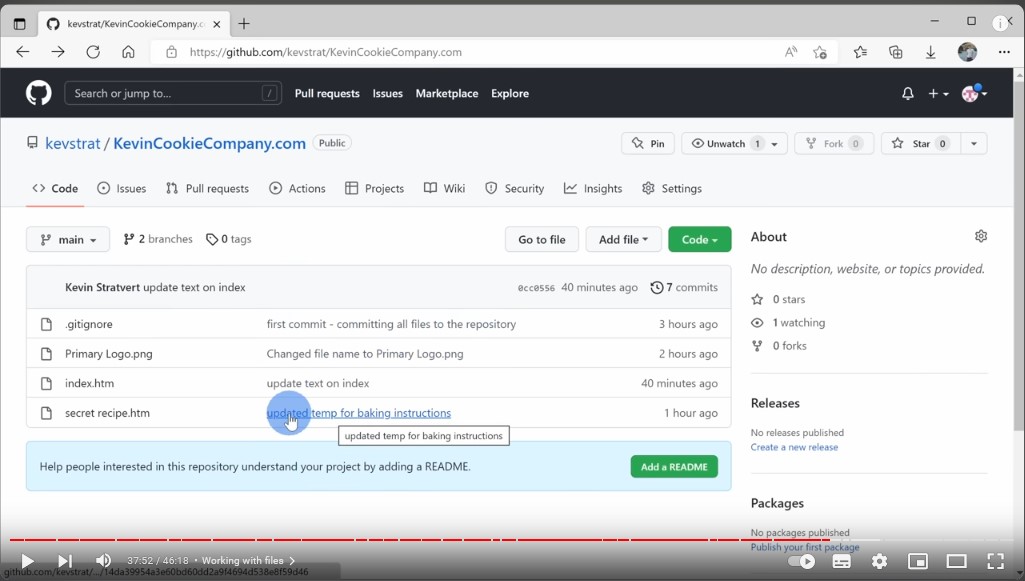 kevstrat/KevinCookieCompany.c
https://github.com/kevstrat/KevinCookieCompany.com
Search or jump to... /
Pull requests Issues Marketplace Explore
kevstrat / KevinCookieCompany.com Public
Pin Unwatch 1 Fork 0 Star 0
Code Issues Pull requests Actions Projects Wiki Security Insights Settings
main 2 branches 0 tags Go to file Add file Code
About
No description, website, or topics provided.
Kevin Stratvert update text on index 40 minutes ago 7 commits
.gitignore first commit - committing all files to the repository 3 hours ago
Primary Logo.png Changed file name to Primary Logo.png 2 hours ago
index.htm update text on index 40 minutes ago
secret recipe.htm updated temp for baking instructions 1 hour ago
updated temp for baking instructions
0 stars
1 watching
0 forks
Help people interested in this repository understand your project by adding a README. Add a README
Releases
No releases published
Create a new release
Packages
No packages published
Publish your first package
37:52 / 46:18 • Working with files